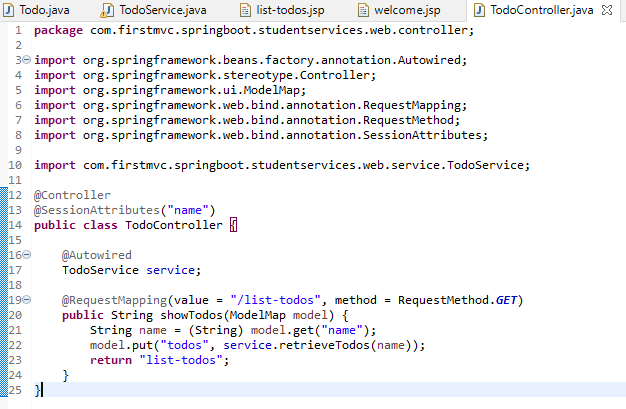 Todo.java TodoService.java list-todos.jsp welcome.jsp TodoController.java
1 package com.firstmvc.springboot.studentservices.web.controller;
2
3 import org.springframework.beans.factory.annotation.Autowired;
4 import org.springframework.stereotype.Controller;
5 import org.springframework.ui.ModelMap;
6 import org.springframework.web.bind.annotation.RequestMapping;
7 import org.springframework.web.bind.annotation.RequestMethod;
8 import org.springframework.web.bind.annotation.SessionAttributes;
9
10 import com.firstmvc.springboot.studentservices.web.service.TodoService;
11
12 @Controller
13 @SessionAttributes("name")
14 public class TodoController {
15
16     @Autowired
17     TodoService service;
18
19     @RequestMapping(value = "/list-todos", method = RequestMethod.GET)
20     public String showTodos(ModelMap model) {
21         String name = (String) model.get("name");
22         model.put("todos", service.retrieveTodos(name));
23         return "list-todos";
24     }
25 }